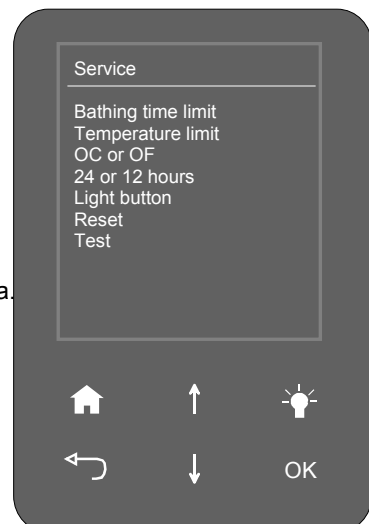 Service
Bathing time limit
Temperature limit
OC or OF
24 or 12 hours
Light button
Reset
Test
a.
OK